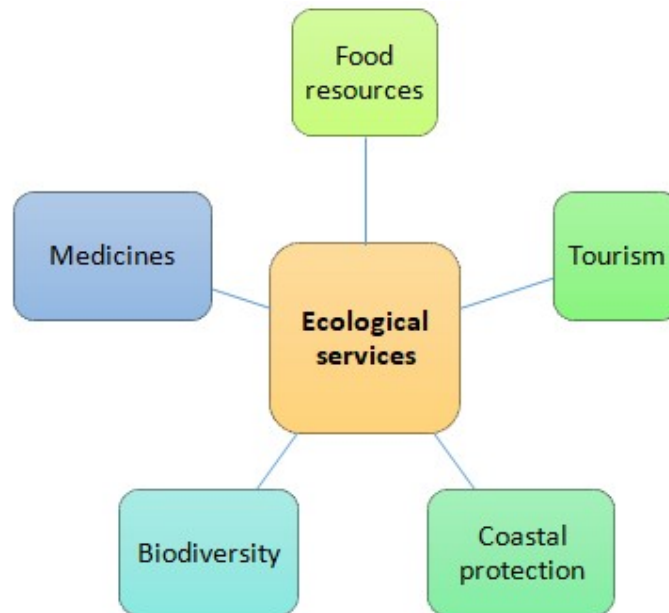 Food
resources
Medicines
Tourism
Ecological
services
Biodiversity
Coastal
protection